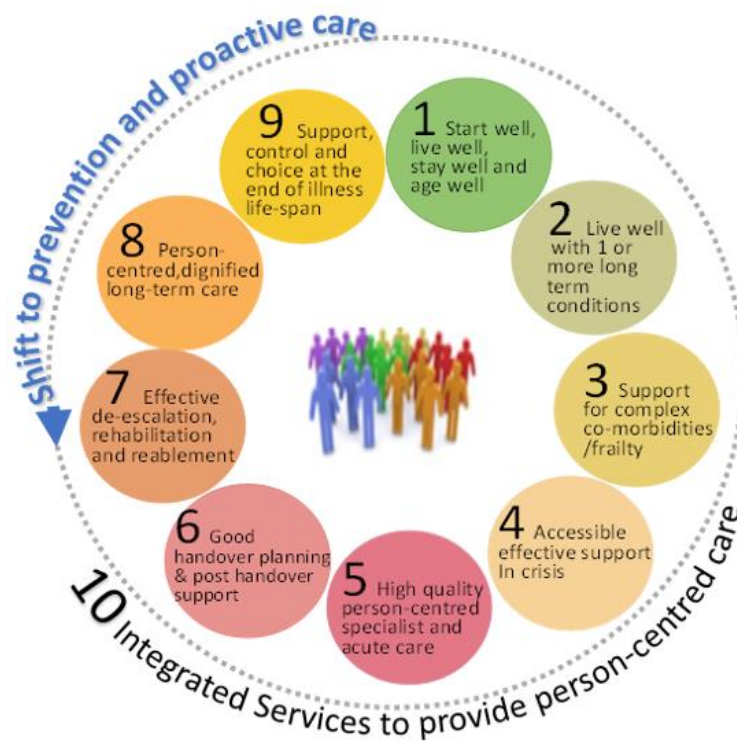 Shift to prevention and proactive care
1 Start well,
live well,
stay well and
age well
2 Live well
with 1 or
more long
term
conditions
3 Support
for complex
co-morbidities
/frailty
4 Accessible
effective support
In crisis
5 High quality
person-centred
specialist and
acute care
6 Good
handover planning
& post handover
support
7 Effective
de-escalation,
rehabilitation
and reablement
8 Person-
centred,dignified
long-term care
9 Support,
control and
choice at the
end of illness
life-span
10 Integrated Services to provide person-centred care